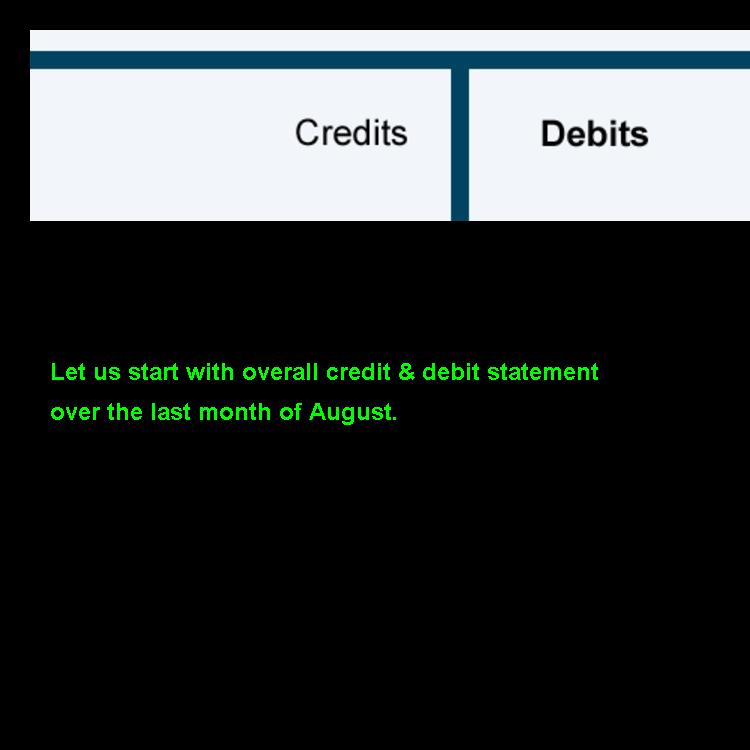 Credits Debits
Let us start with overall credit & debit statement
over the last month of August.